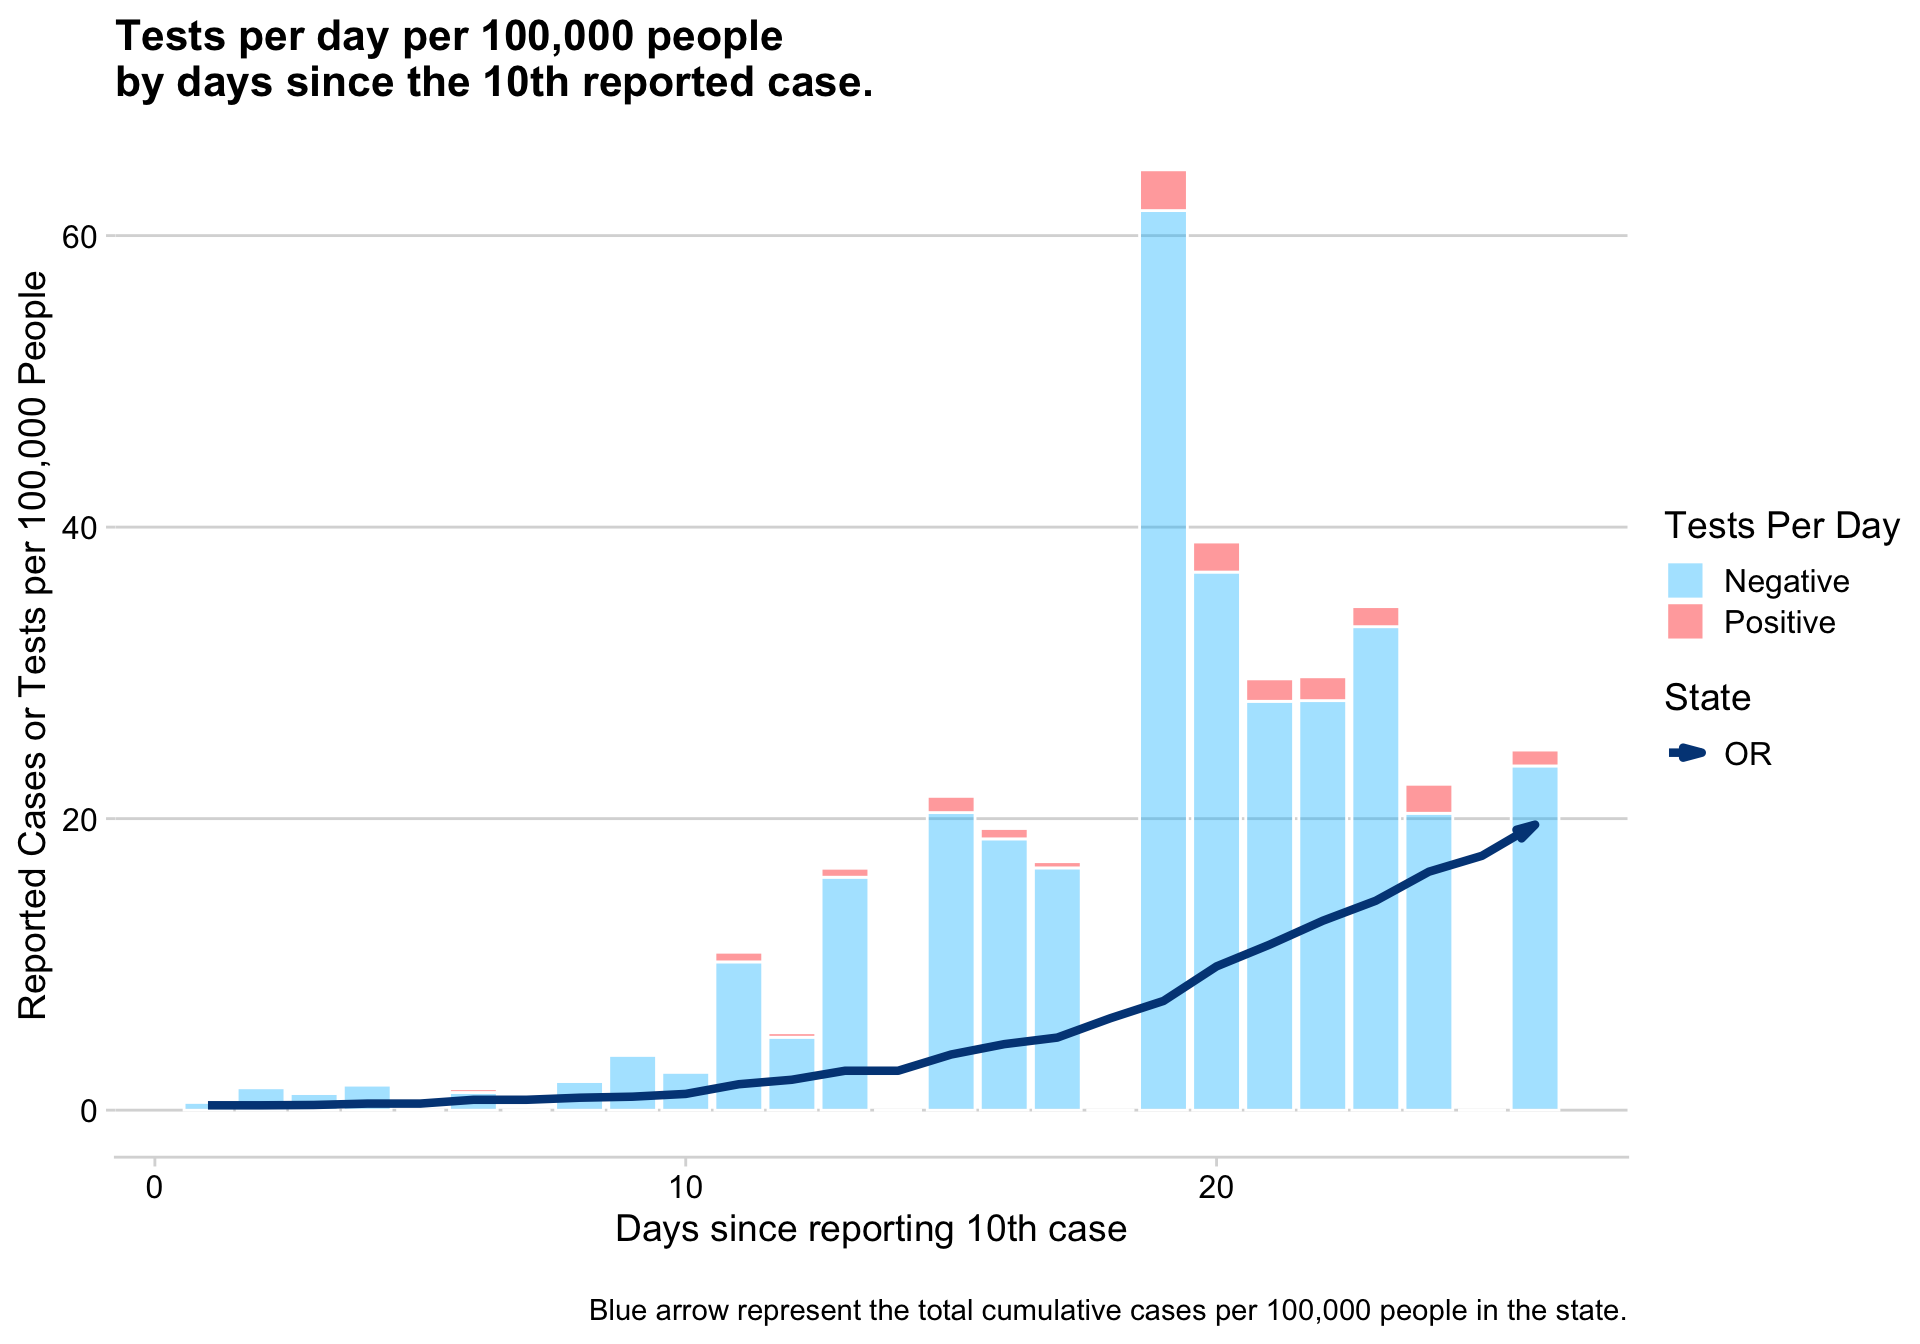 Tests per day per 100,000 people
by days since the 10th reported case.
Reported Cases or Tests per 100,000 People
60
40
20
0
0
10
20
Days since reporting 10th case
Tests Per Day
Negative
Positive
State
OR
Blue arrow represent the total cumulative cases per 100,000 people in the state.